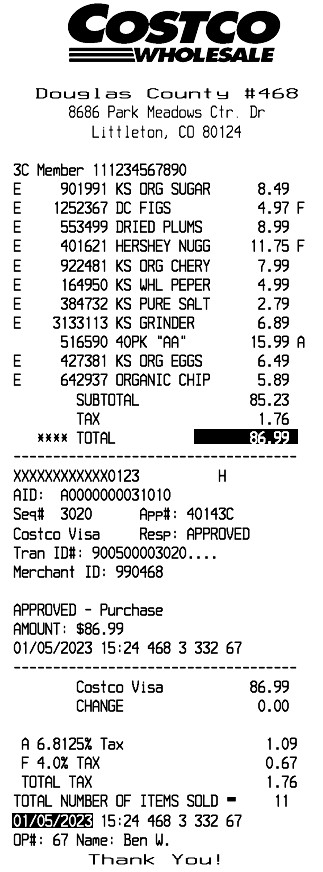 COSTCO
WHOLESALE
Douglas County #468
8686 Park Meadows Ctr. Dr
Littleton, CO 80124
3C Member 111234567890
E 901991 KS ORG SUGAR 8.49
E 1252367 DC FIGS 4.97 F
E 553499 DRIED PLUMS 8.99
E 401621 HERSHEY NUGG 11.75 F
E 922481 KS ORG CHERY 7.99
E 164950 KS WHL PEPER 4.99
E 384732 KS PURE SALT 2.79
E 3133113 KS GRINDER 6.89
516590 40PK "AA" 15.99 A
E 427381 KS ORG EGGS 6.49
E 642937 ORGANIC CHIP 5.89
SUBTOTAL 85.23
TAX 1.76
**** TOTAL 86.99
---------------------------------
XXXXXXXXXXXX0123 H
AID: A0000000031010
Seq# 3020 App#: 40143C
Costco Visa Resp: APPROVED
Tran ID#: 900500003020....
Merchant ID: 990468
APPROVED - Purchase
AMOUNT: $86.99
01/05/2023 15:24 468 3 332 67
---------------------------------
Costco Visa 86.99
CHANGE 0.00
A 6.8125% Tax 1.09
F 4.0% TAX 0.67
TOTAL TAX 1.76
TOTAL NUMBER OF ITEMS SOLD = 11
01/05/2023 15:24 468 3 332 67
OP#: 67 Name: Ben W.
Thank You!